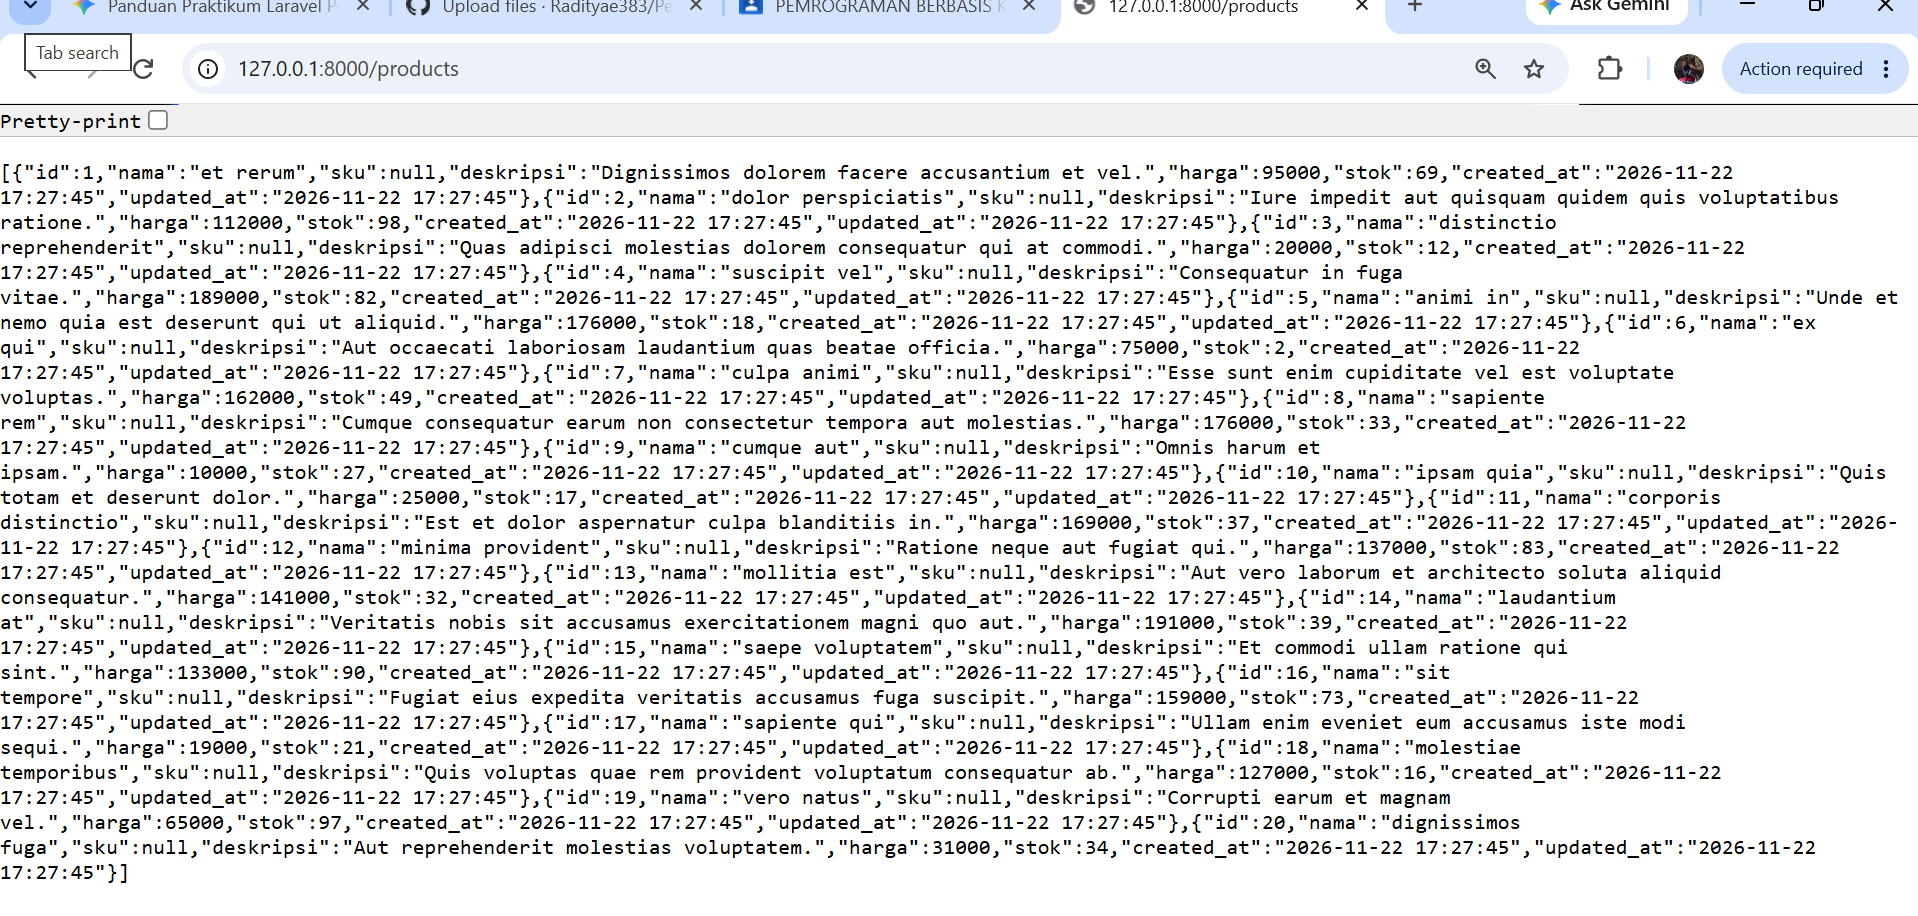 Panduan Praktikum Laravel P
Upload files · Radityae383/Pe
PEMROGRAMAN BERBASIS K
127.0.0.1:8000/products
Ask Gemini
Tab search
127.0.0.1:8000/products
Action required
Pretty-print
[{"id":1,"nama":"et rerum","sku":null,"deskripsi":"Dignissimos dolorem facere accusantium et vel.","harga":95000,"stok":69,"created_at":"2026-11-22
17:27:45","updated_at":"2026-11-22 17:27:45"},{"id":2,"nama":"dolor perspiciatis","sku":null,"deskripsi":"Iure impedit aut quisquam quidem quis voluptatibus
ratione.","harga":112000,"stok":98,"created_at":"2026-11-22 17:27:45","updated_at":"2026-11-22 17:27:45"},{"id":3,"nama":"distinctio
reprehenderit","sku":null,"deskripsi":"Quas adipisci molestias dolorem consequatur qui at commodi.","harga":20000,"stok":12,"created_at":"2026-11-22
17:27:45","updated_at":"2026-11-22 17:27:45"},{"id":4,"nama":"suscipit vel","sku":null,"deskripsi":"Consequatur in fuga
vitae.","harga":189000,"stok":82,"created_at":"2026-11-22 17:27:45","updated_at":"2026-11-22 17:27:45"},{"id":5,"nama":"animi in","sku":null,"deskripsi":"Unde et
nemo quia est deserunt qui ut aliquid.","harga":176000,"stok":18,"created_at":"2026-11-22 17:27:45","updated_at":"2026-11-22 17:27:45"},{"id":6,"nama":"ex
qui","sku":null,"deskripsi":"Aut occaecati laboriosam laudantium quas beatae officia.","harga":75000,"stok":2,"created_at":"2026-11-22
17:27:45","updated_at":"2026-11-22 17:27:45"},{"id":7,"nama":"culpa animi","sku":null,"deskripsi":"Esse sunt enim cupiditate vel est voluptate
voluptas.","harga":162000,"stok":49,"created_at":"2026-11-22 17:27:45","updated_at":"2026-11-22 17:27:45"},{"id":8,"nama":"sapiente
rem","sku":null,"deskripsi":"Cumque consequatur earum non consectetur tempora aut molestias.","harga":176000,"stok":33,"created_at":"2026-11-22
17:27:45","updated_at":"2026-11-22 17:27:45"},{"id":9,"nama":"cumque aut","sku":null,"deskripsi":"Omnis harum et
ipsam.","harga":10000,"stok":27,"created_at":"2026-11-22 17:27:45","updated_at":"2026-11-22 17:27:45"},{"id":10,"nama":"ipsam quia","sku":null,"deskripsi":"Quis
totam et deserunt dolor.","harga":25000,"stok":17,"created_at":"2026-11-22 17:27:45","updated_at":"2026-11-22 17:27:45"},{"id":11,"nama":"corporis
distinctio","sku":null,"deskripsi":"Est et dolor aspernatur culpa blanditiis in.","harga":169000,"stok":37,"created_at":"2026-11-22 17:27:45","updated_at":"2026-
11-22 17:27:45"},{"id":12,"nama":"minima provident","sku":null,"deskripsi":"Ratione neque aut fugiat qui.","harga":137000,"stok":83,"created_at":"2026-11-22
17:27:45","updated_at":"2026-11-22 17:27:45"},{"id":13,"nama":"mollitia est","sku":null,"deskripsi":"Aut vero laborum et architecto soluta aliquid
consequatur.","harga":141000,"stok":32,"created_at":"2026-11-22 17:27:45","updated_at":"2026-11-22 17:27:45"},{"id":14,"nama":"laudantium
at","sku":null,"deskripsi":"Veritatis nobis sit accusamus exercitationem magni quo aut.","harga":191000,"stok":39,"created_at":"2026-11-22
17:27:45","updated_at":"2026-11-22 17:27:45"},{"id":15,"nama":"saepe voluptatem","sku":null,"deskripsi":"Et commodi ullam ratione qui
sint.","harga":133000,"stok":90,"created_at":"2026-11-22 17:27:45","updated_at":"2026-11-22 17:27:45"},{"id":16,"nama":"sit
tempore","sku":null,"deskripsi":"Fugiat eius expedita veritatis accusamus fuga suscipit.","harga":159000,"stok":73,"created_at":"2026-11-22
17:27:45","updated_at":"2026-11-22 17:27:45"},{"id":17,"nama":"sapiente qui","sku":null,"deskripsi":"Ullam enim eveniet eum accusamus iste modi
sequi.","harga":19000,"stok":21,"created_at":"2026-11-22 17:27:45","updated_at":"2026-11-22 17:27:45"},{"id":18,"nama":"molestiae
temporibus","sku":null,"deskripsi":"Quis voluptas quae rem provident voluptatum consequatur ab.","harga":127000,"stok":16,"created_at":"2026-11-22
17:27:45","updated_at":"2026-11-22 17:27:45"},{"id":19,"nama":"vero natus","sku":null,"deskripsi":"Corrupti earum et magnam
vel.","harga":65000,"stok":97,"created_at":"2026-11-22 17:27:45","updated_at":"2026-11-22 17:27:45"},{"id":20,"nama":"dignissimos
fuga","sku":null,"deskripsi":"Aut reprehenderit molestias voluptatem.","harga":31000,"stok":34,"created_at":"2026-11-22 17:27:45","updated_at":"2026-11-22
17:27:45"}]